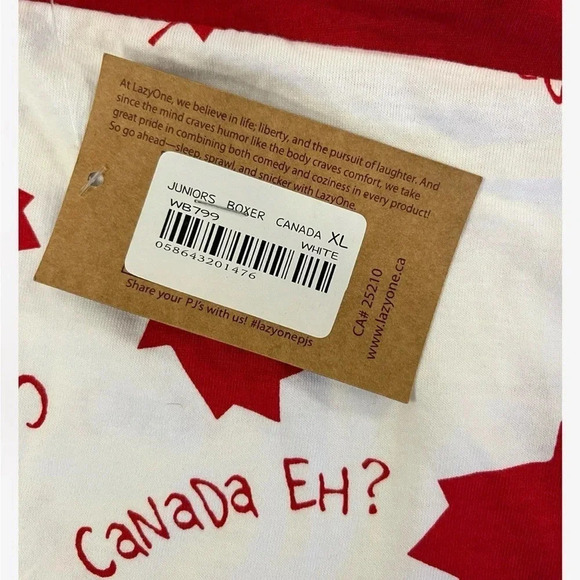 At LazyOne, we believe in life, liberty, and the pursuit of laughter. And
since the mind craves humor like the body craves comfort, we take
great pride in combining both comedy and coziness in every product!
So go ahead—sleep, sprawl, and snicker with LazyOne.
JUNIORS BOXER CANADA XL
WB799 WHITE
058643201476
Share your PJ's with us! #lazyonepjs
CA# 25210
www.lazyone.ca
CANADA EH?